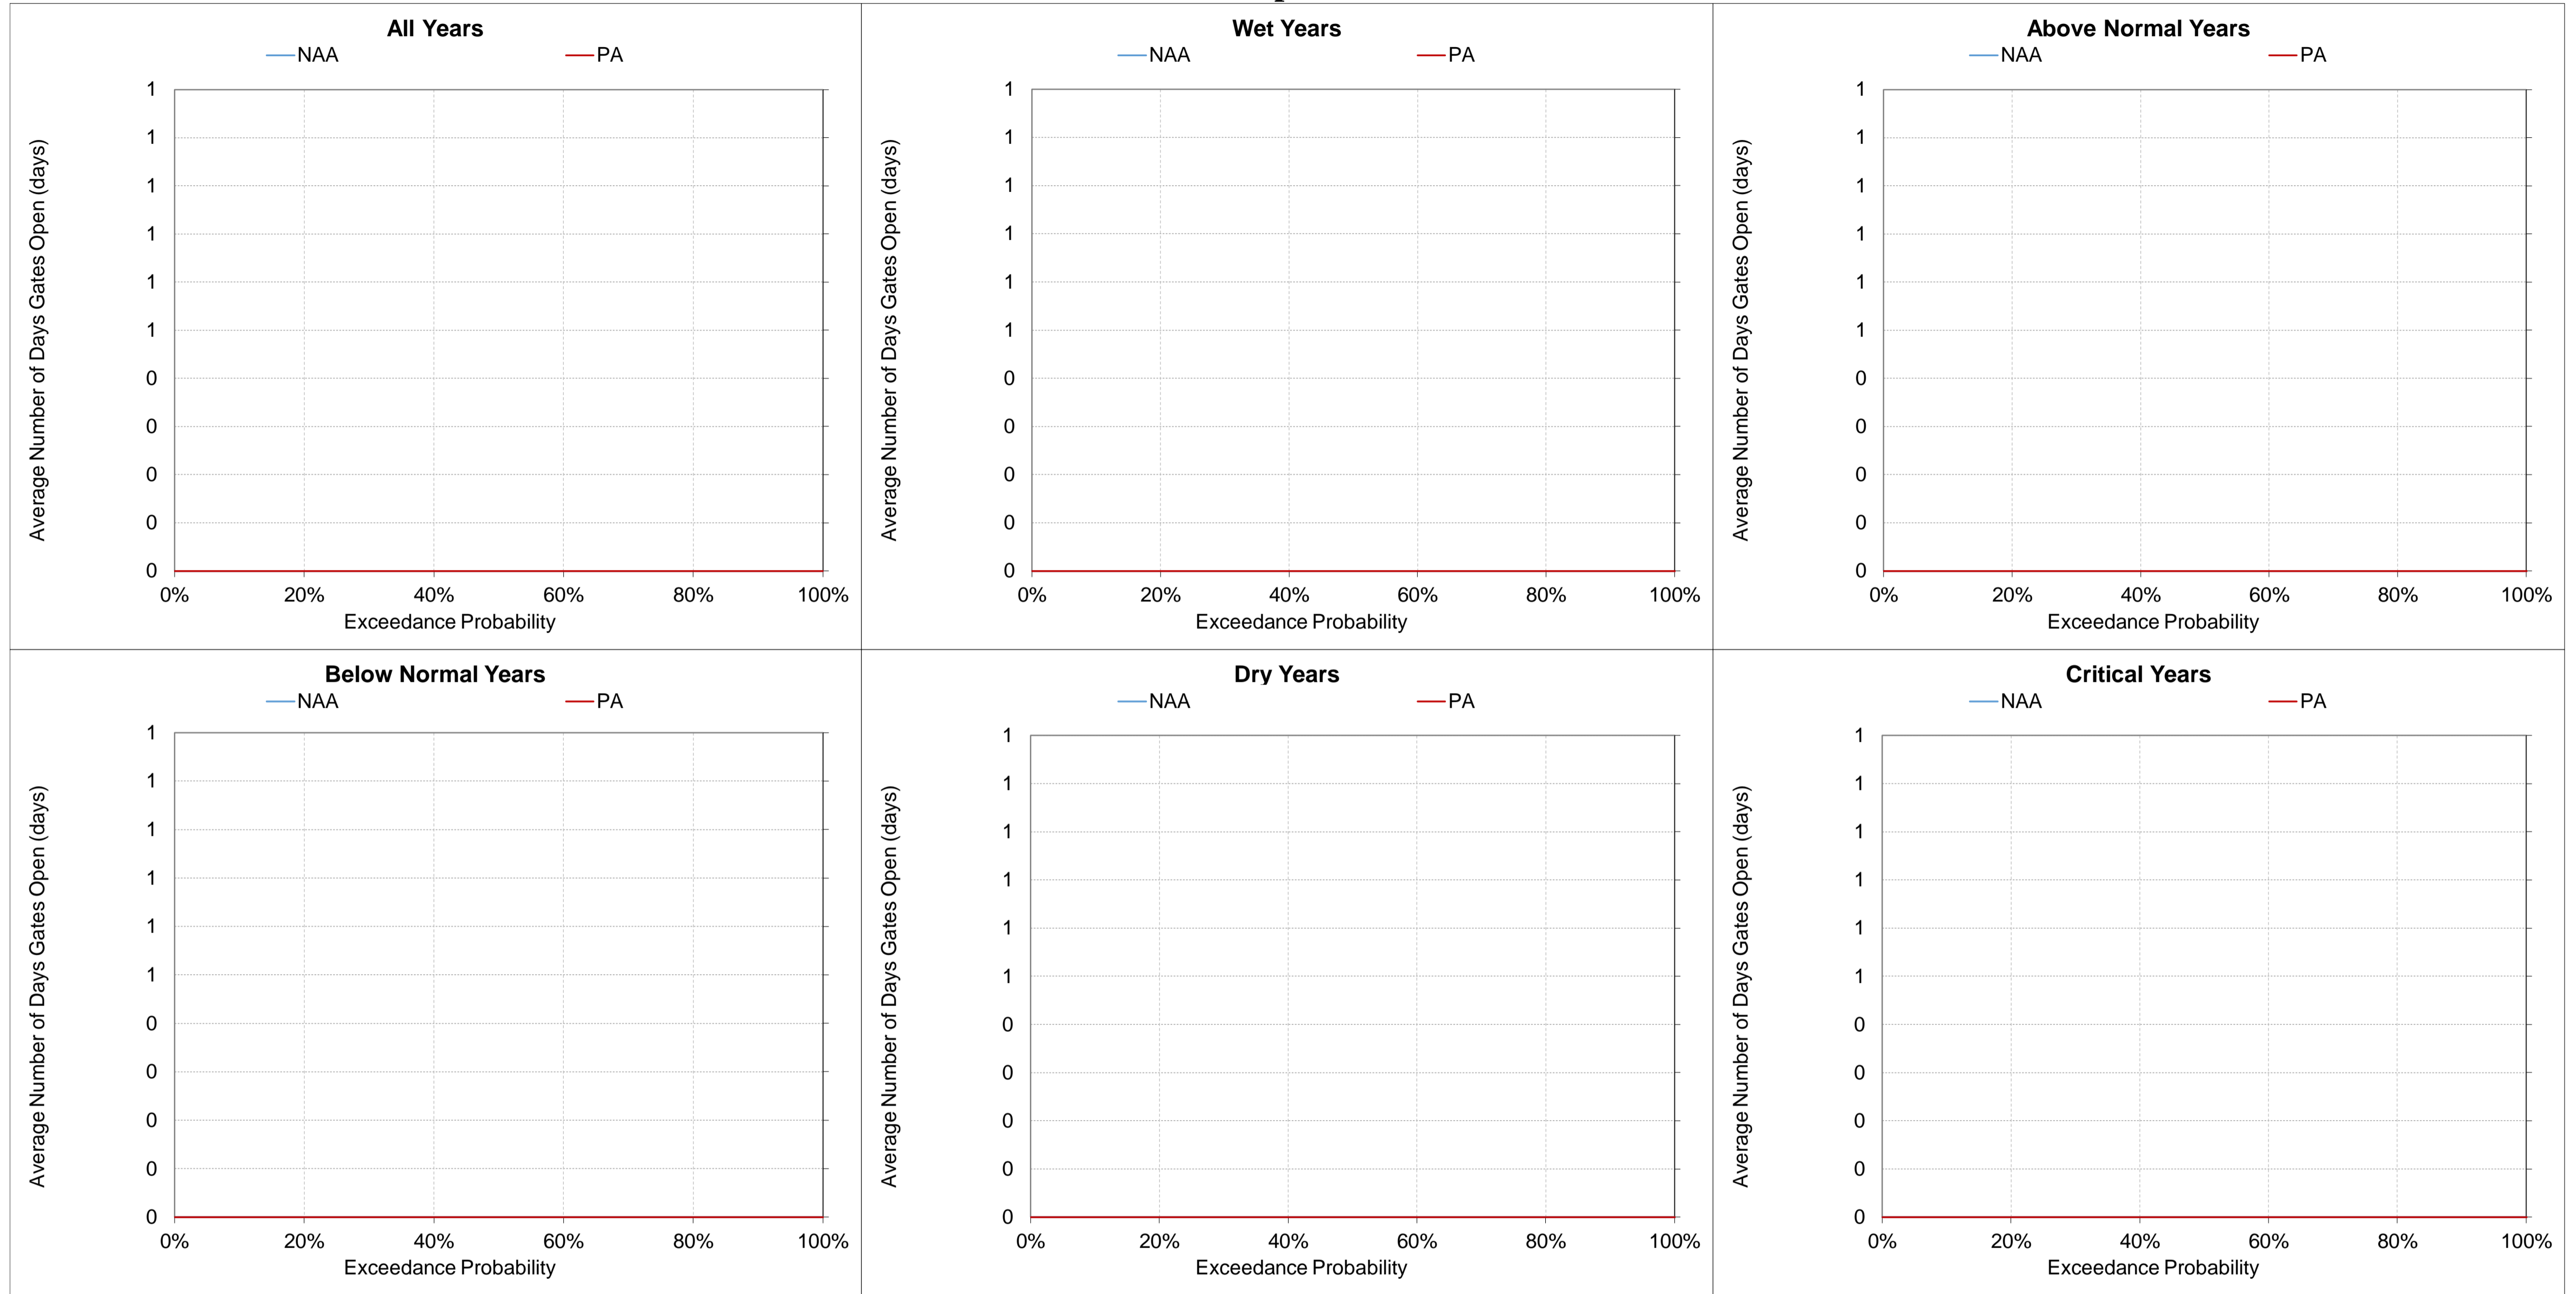 All Years
NAA PA
Average Number of Days Gates Open (days)
1
1
1
1
1
1
0
0
0
0
0
0% 20% 40% 60% 80% 100%
Exceedance Probability
Wet Years
NAA PA
Average Number of Days Gates Open (days)
1
1
1
1
1
1
0
0
0
0
0
0% 20% 40% 60% 80% 100%
Exceedance Probability
Above Normal Years
NAA PA
Average Number of Days Gates Open (days)
1
1
1
1
1
1
0
0
0
0
0
0% 20% 40% 60% 80% 100%
Exceedance Probability
Below Normal Years
NAA PA
Average Number of Days Gates Open (days)
1
1
1
1
1
1
0
0
0
0
0
0% 20% 40% 60% 80% 100%
Exceedance Probability
Dry Years
NAA PA
Average Number of Days Gates Open (days)
1
1
1
1
1
1
0
0
0
0
0
0% 20% 40% 60% 80% 100%
Exceedance Probability
Critical Years
NAA PA
Average Number of Days Gates Open (days)
1
1
1
1
1
1
0
0
0
0
0
0% 20% 40% 60% 80% 100%
Exceedance Probability